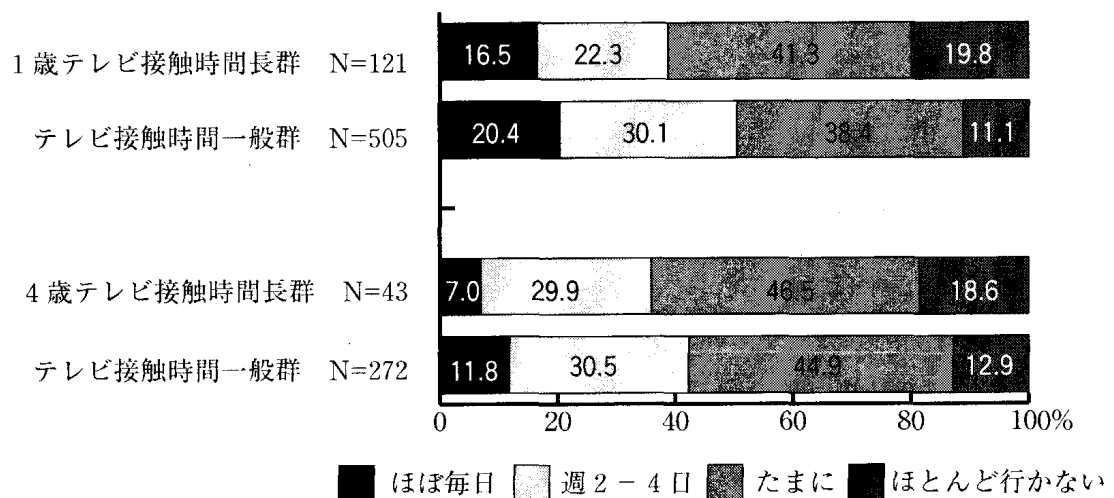 1歳テレビ接触時間長群 N=121 16.5 22.3 41.3 19.8
テレビ接触時間一般群 N=505 20.4 30.1 38.4 11.1
4歳テレビ接触時間長群 N=43 7.0 29.9 46.5 18.6
テレビ接触時間一般群 N=272 11.8 30.5 44.9 12.9
0 20 40 60 80 100%
ほぼ毎日 週2-4日 たまに ほとんど行かない